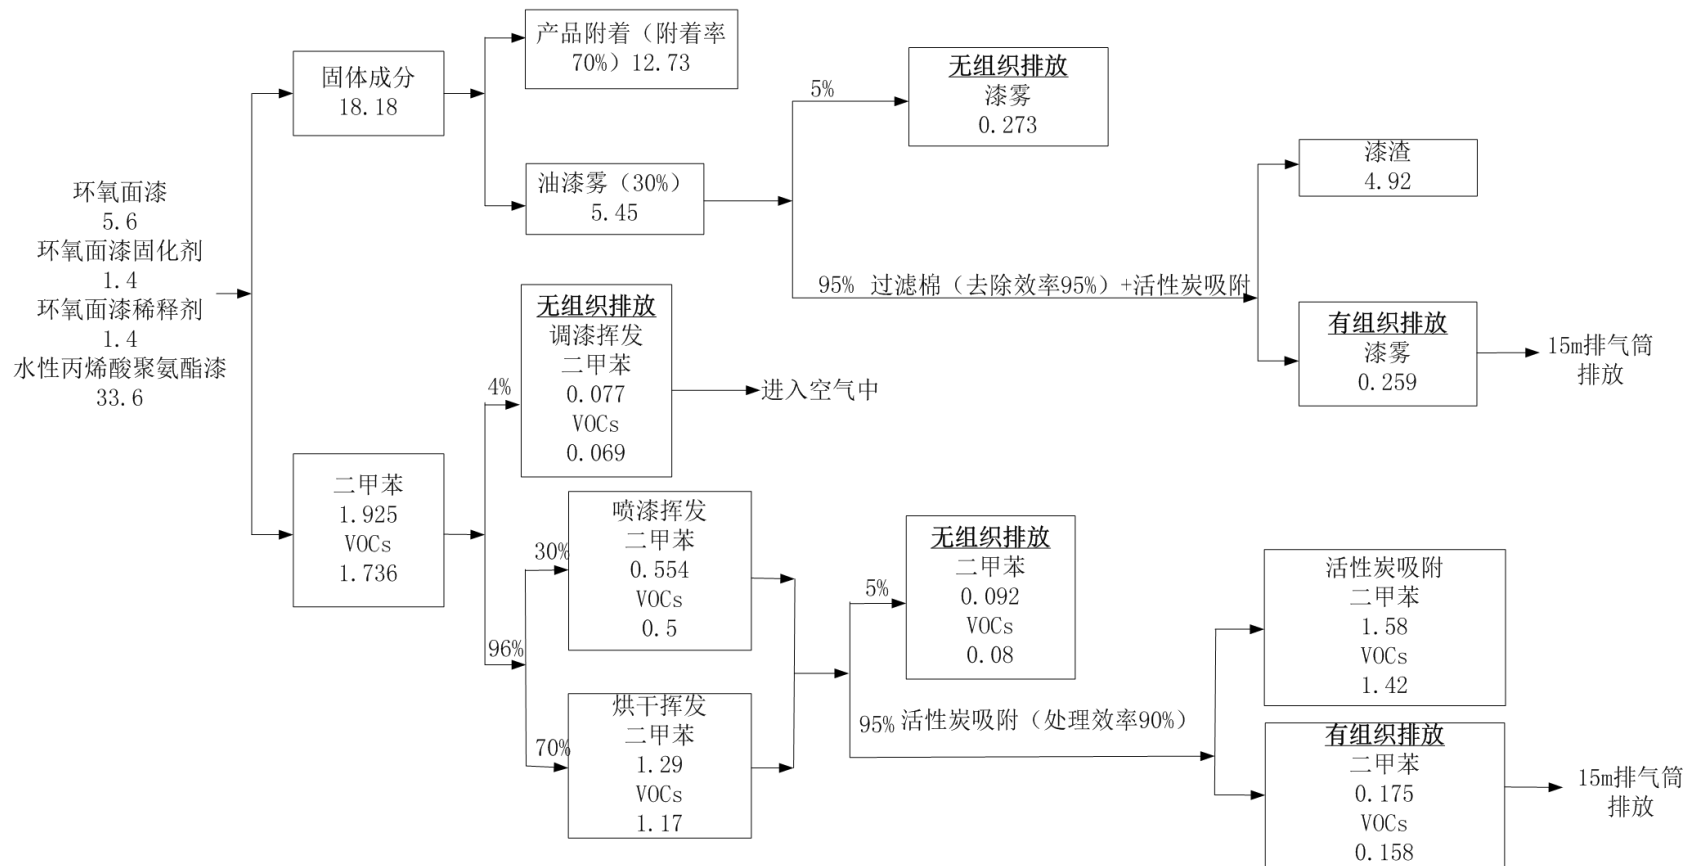 环氧面漆
5.6
环氧面漆固化剂
1.4
环氧面漆稀释剂
1.4
水性丙烯酸聚氨酯漆
33.6
固体成分
18.18
产品附着（附着率
70%）12.73
油漆雾（30%）
5.45
5%
无组织排放
漆雾
0.273
95% 过滤棉（去除效率95%）+活性炭吸附
漆渣
4.92
有组织排放
漆雾
0.259
15m排气筒
排放
二甲苯
1.925
VOCs
1.736
4%
无组织排放
调漆挥发
二甲苯
0.077
VOCs
0.069
进入空气中
96%
30%
喷漆挥发
二甲苯
0.554
VOCs
0.5
70%
烘干挥发
二甲苯
1.29
VOCs
1.17
5%
无组织排放
二甲苯
0.092
VOCs
0.08
95% 活性炭吸附（处理效率90%）
活性炭吸附
二甲苯
1.58
VOCs
1.42
有组织排放
二甲苯
0.175
VOCs
0.158
15m排气筒
排放